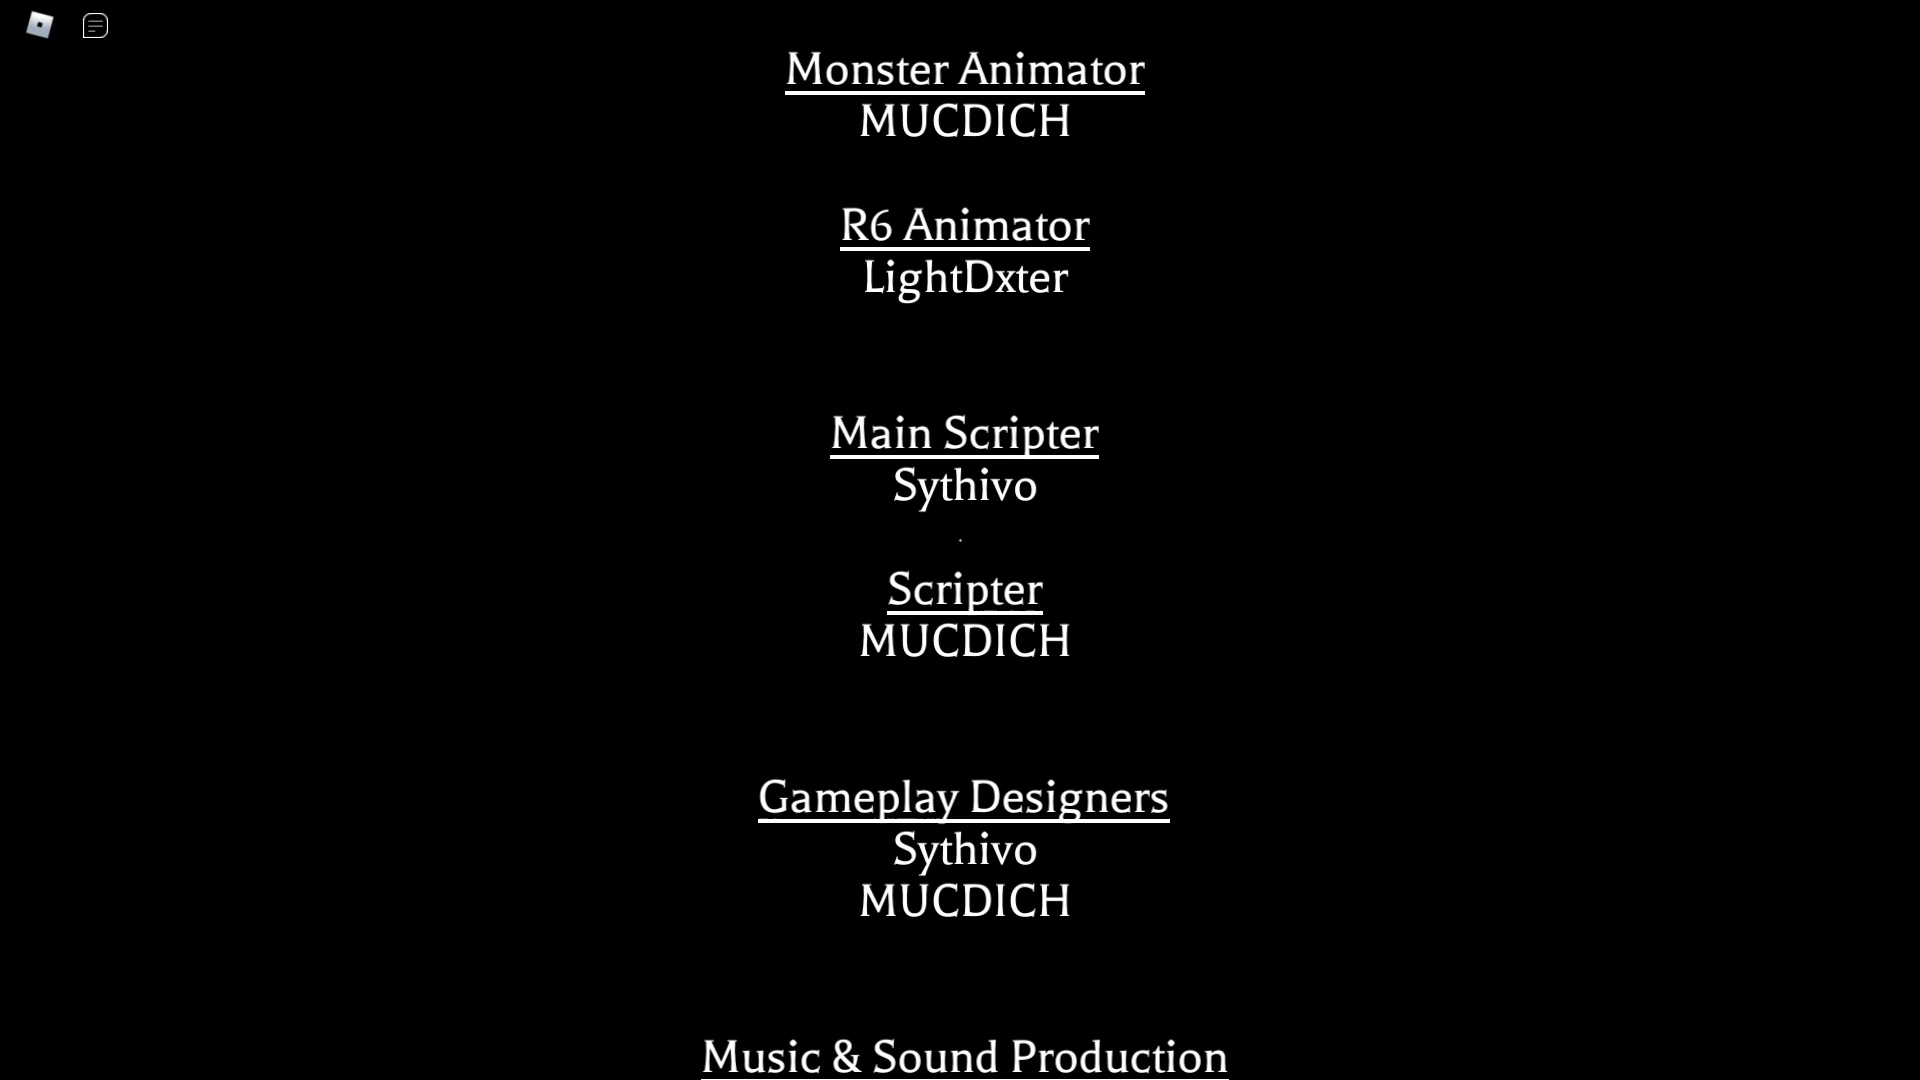 Monster Animator
MUCDICH
R6 Animator
LightDxter
Main Scripter
Sythivo
Scripter
MUCDICH
Gameplay Designers
Sythivo
MUCDICH
Music & Sound Production